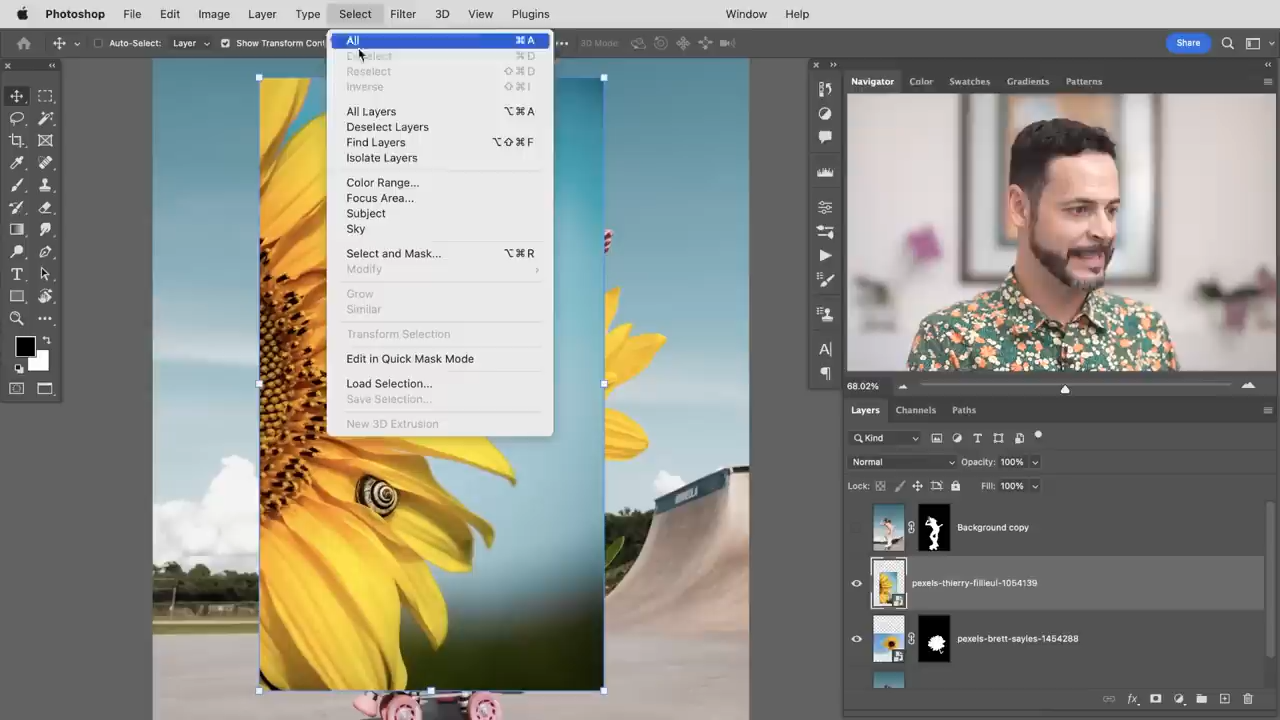 Photoshop File Edit Image Layer Type Select Filter 3D View Plugins Window Help
Auto-Select: Layer Show Transform Cont 3D Mode Share
All ⌘A
Deselect ⌘D
Reselect ⇧⌘D
Inverse ⇧⌘I
All Layers ⌥⌘A
Deselect Layers
Find Layers ⌥⇧⌘F
Isolate Layers
Color Range...
Focus Area...
Subject
Sky
Select and Mask... ⌥⌘R
Modify
Grow
Similar
Transform Selection
Edit in Quick Mask Mode
Load Selection...
Save Selection...
New 3D Extrusion
Navigator Color Swatches Gradients Patterns
68.02%
Layers Channels Paths
Kind
Normal Opacity: 100%
Lock: Fill: 100%
Background copy
pexels-thierry-fillieul-1054139
pexels-brett-sayles-1454288